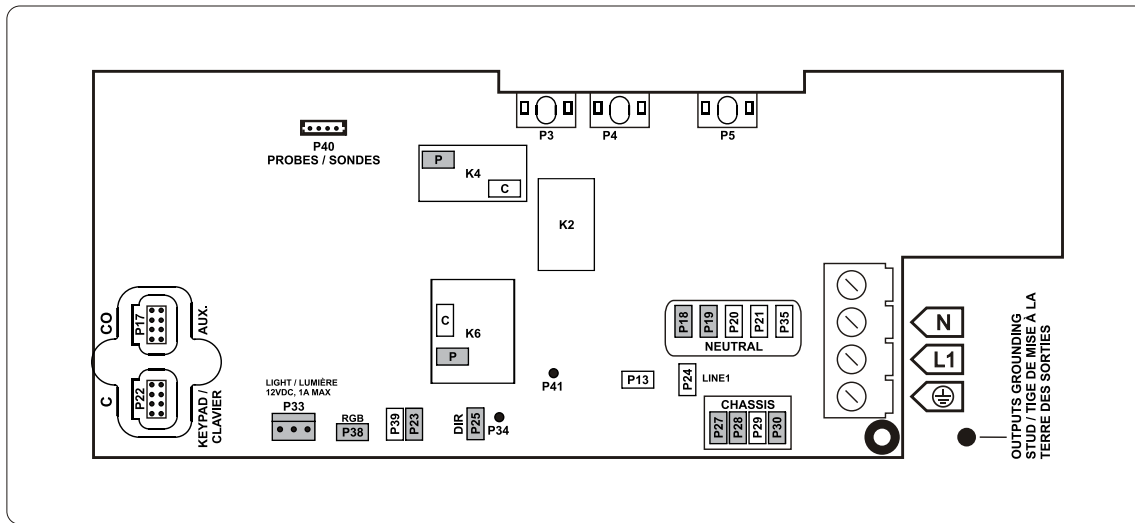 P3
P4
P5
P40
PROBES / SONDES
P
K4
C
K2
CO
P17
AUX.
C
P22
KEYPAD /
CLAVIER
C
K6
P
P41
LIGHT / LUMIÈRE
12VDC, 1A MAX
P33
RGB
P38
P39
P23
DIR
P25
P34
P18
P19
P20
P21
P35
NEUTRAL
P13
P24
LINE1
CHASSIS
P27
P28
P29
P30
N
L1
OUTPUTS GROUNDING
STUD / TIGE DE MISE À LA
TERRE DES SORTIES